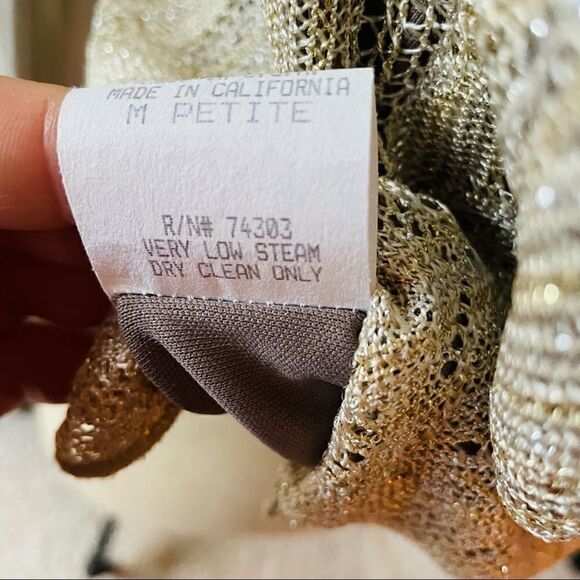 MADE IN CALIFORNIA
M PETITE
R/N# 74303
VERY LOW STEAM
DRY CLEAN ONLY